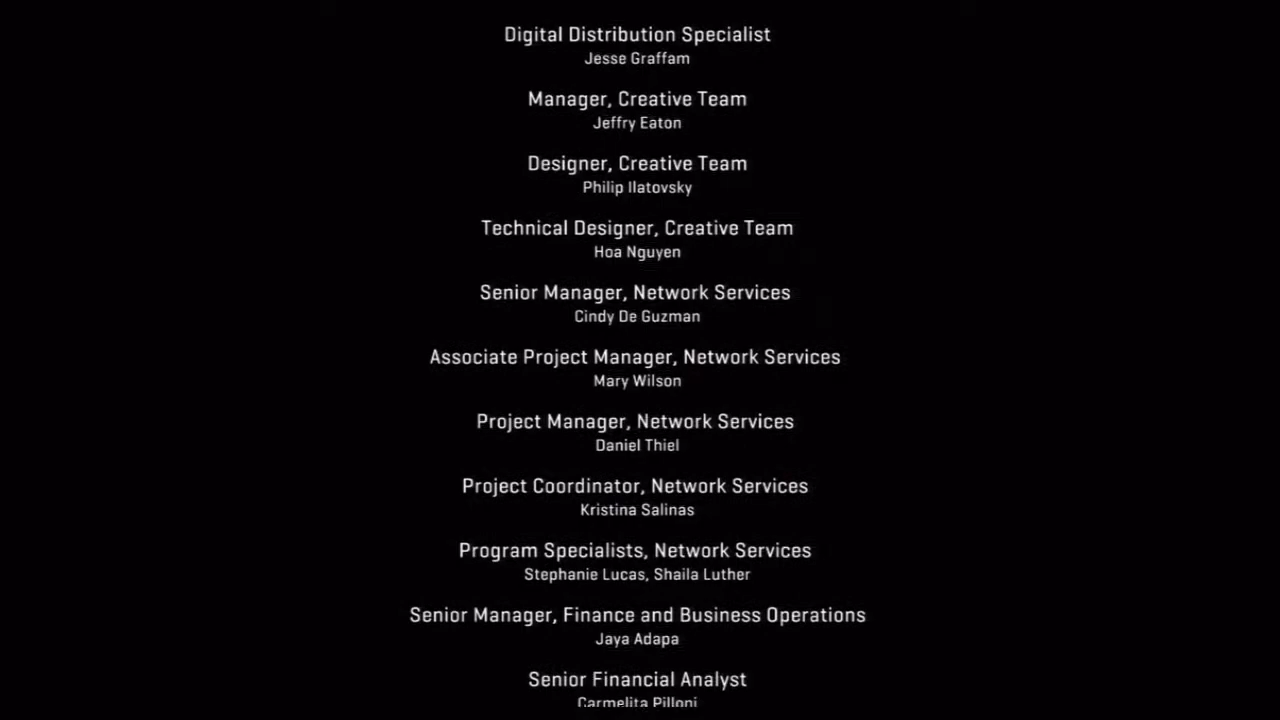 Digital Distribution Specialist
Jesse Graffam
Manager, Creative Team
Jeffry Eaton
Designer, Creative Team
Philip Ilatovsky
Technical Designer, Creative Team
Hoa Nguyen
Senior Manager, Network Services
Cindy De Guzman
Associate Project Manager, Network Services
Mary Wilson
Project Manager, Network Services
Daniel Thiel
Project Coordinator, Network Services
Kristina Salinas
Program Specialists, Network Services
Stephanie Lucas, Shaila Luther
Senior Manager, Finance and Business Operations
Jaya Adapa
Senior Financial Analyst
Carmelita Pilloni